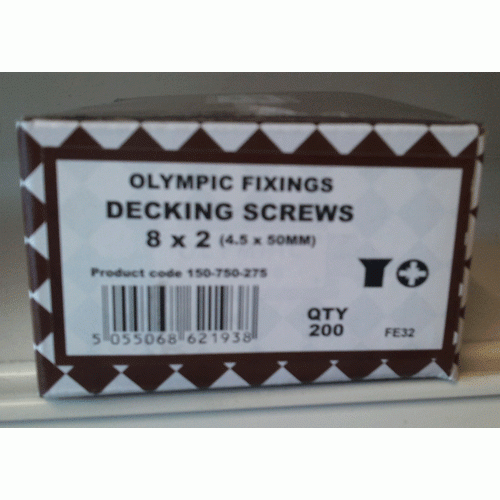 OLYMPIC FIXINGS
DECKING SCREWS
8 x 2 (4.5 x 50MM)
Product code 150-750-275
5 055068 621938
QTY
200
FE32